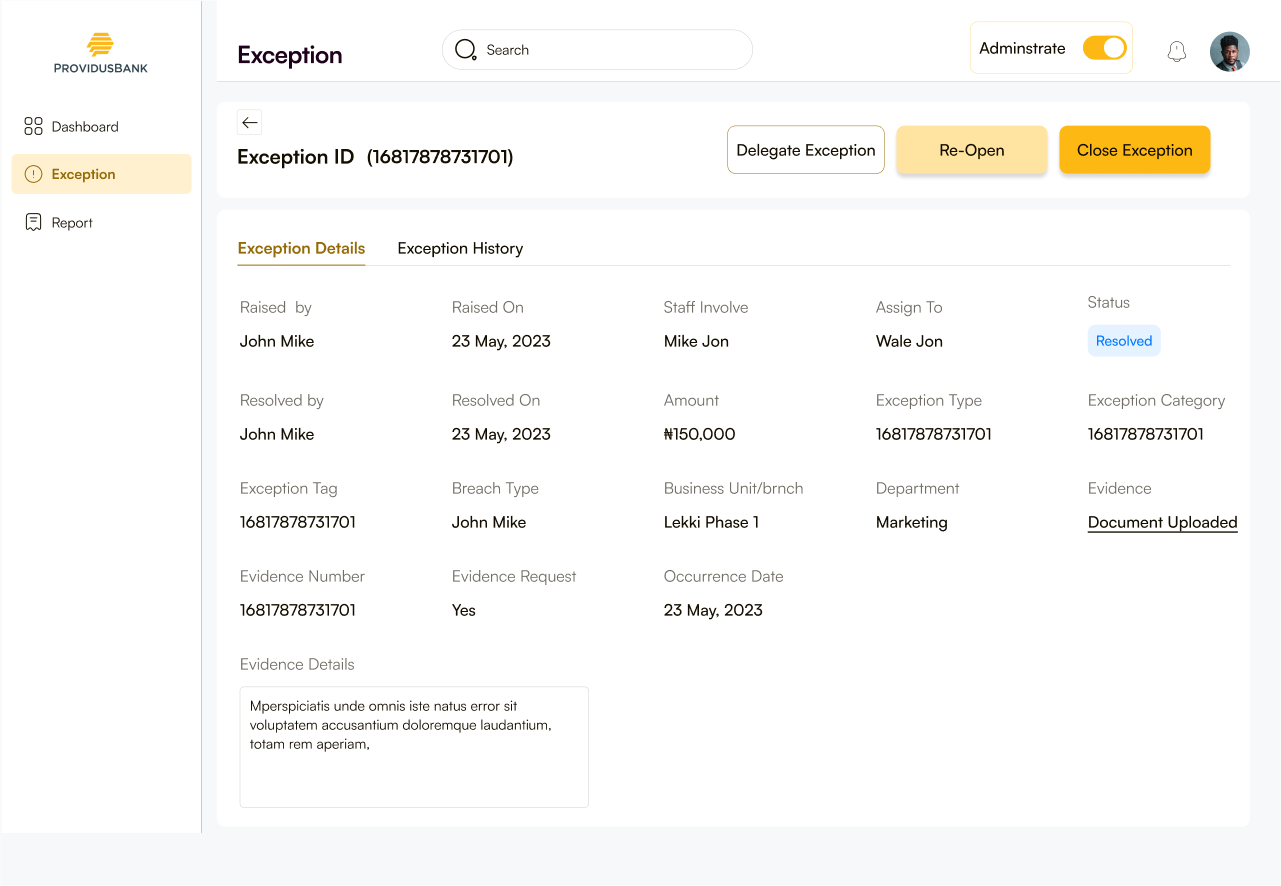 PROVIDUSBANK
Dashboard
Exception
Report
Exception
Search
Adminstrate
Exception ID (16817878731701)
Delegate Exception
Re-Open
Close Exception
Exception Details
Exception History
Raised by
Raised On
Staff Involve
Assign To
Status
John Mike
23 May, 2023
Mike Jon
Wale Jon
Resolved
Resolved by
Resolved On
Amount
Exception Type
Exception Category
John Mike
23 May, 2023
₦150,000
16817878731701
16817878731701
Exception Tag
Breach Type
Business Unit/brnch
Department
Evidence
16817878731701
John Mike
Lekki Phase 1
Marketing
Document Uploaded
Evidence Number
Evidence Request
Occurrence Date
16817878731701
Yes
23 May, 2023
Evidence Details
Mperspiciatis unde omnis iste natus error sit
voluptatem accusantium doloremque laudantium,
totam rem aperiam,